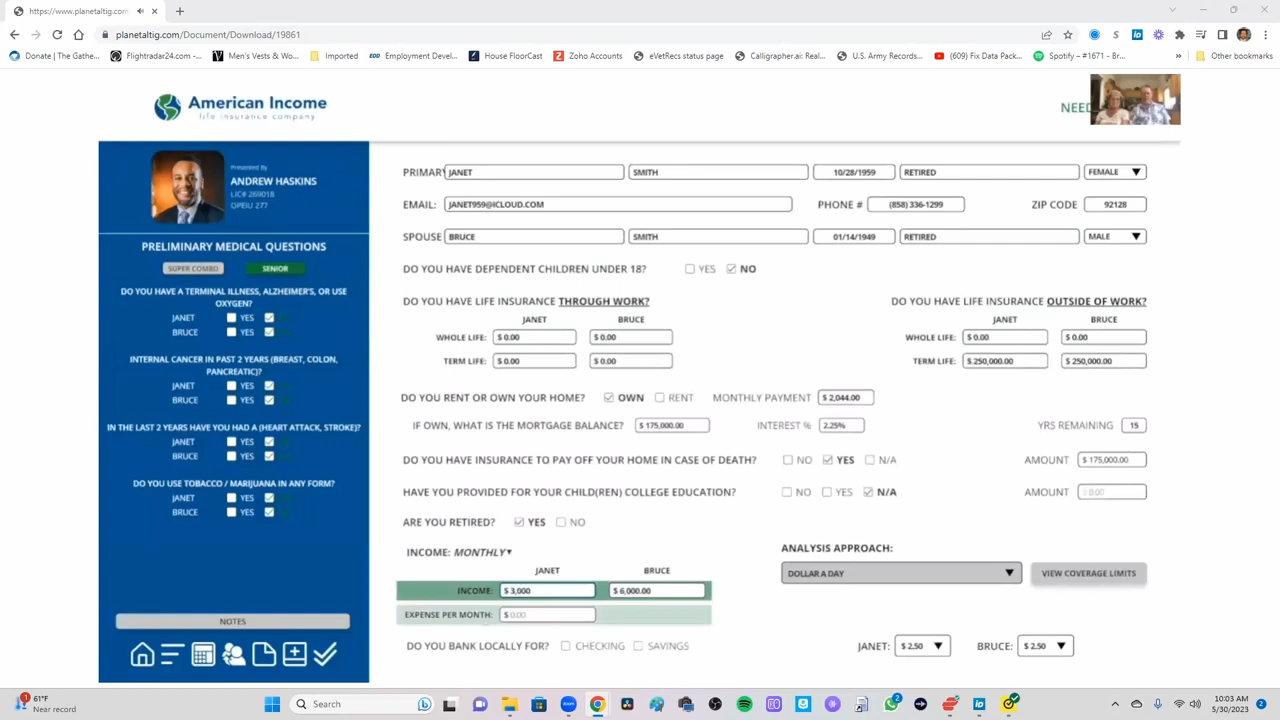 https://www.planetaltig.com
planetaltig.com/Document/Download/19861
Donate | The Gathe...
Flightradar24.com -...
Men's Vests & Wo...
Imported
EDD Employment Devel...
House FloorCast
Zoho Accounts
eVetRecs status page
Calligrapher.ai: Real...
U.S. Army Records...
(609) Fix Data Pack...
Spotify – #1671 - Br...
Other bookmarks
American Income
life insurance company
NEED
Presented By
ANDREW HASKINS
LIC# 269018
OPEIU 277
PRELIMINARY MEDICAL QUESTIONS
SUPER COMBO SENIOR
DO YOU HAVE A TERMINAL ILLNESS, ALZHEIMER'S, OR USE
OXYGEN?
JANET YES
BRUCE YES
INTERNAL CANCER IN PAST 2 YEARS (BREAST, COLON,
PANCREATIC)?
JANET YES
BRUCE YES
IN THE LAST 2 YEARS HAVE YOU HAD A (HEART ATTACK, STROKE)?
JANET YES
BRUCE YES
DO YOU USE TOBACCO / MARIJUANA IN ANY FORM?
JANET YES
BRUCE YES
NOTES
PRIMARY JANET SMITH 10/28/1959 RETIRED FEMALE
EMAIL: JANET959@ICLOUD.COM PHONE # (858) 336-1299 ZIP CODE 92128
SPOUSE BRUCE SMITH 01/14/1949 RETIRED MALE
DO YOU HAVE DEPENDENT CHILDREN UNDER 18? YES NO
DO YOU HAVE LIFE INSURANCE THROUGH WORK? DO YOU HAVE LIFE INSURANCE OUTSIDE OF WORK?
JANET BRUCE JANET BRUCE
WHOLE LIFE: $ 0.00 $ 0.00 WHOLE LIFE: $ 0.00 $ 0.00
TERM LIFE: $ 0.00 $ 0.00 TERM LIFE: $ 250,000.00 $ 250,000.00
DO YOU RENT OR OWN YOUR HOME? OWN RENT MONTHLY PAYMENT $ 2,044.00
IF OWN, WHAT IS THE MORTGAGE BALANCE? $ 175,000.00 INTEREST % 2.25% YRS REMAINING 15
DO YOU HAVE INSURANCE TO PAY OFF YOUR HOME IN CASE OF DEATH? NO YES N/A AMOUNT $ 175,000.00
HAVE YOU PROVIDED FOR YOUR CHILD(REN) COLLEGE EDUCATION? NO YES N/A AMOUNT $ 0.00
ARE YOU RETIRED? YES NO
INCOME: MONTHLY
ANALYSIS APPROACH:
JANET BRUCE
DOLLAR A DAY VIEW COVERAGE LIMITS
INCOME: $ 3,000 $ 6,000.00
EXPENSE PER MONTH: $ 0.00
DO YOU BANK LOCALLY FOR? CHECKING SAVINGS JANET: $ 2.50 BRUCE: $ 2.50
61°F
Near record
Search
10:03 AM
5/30/2023